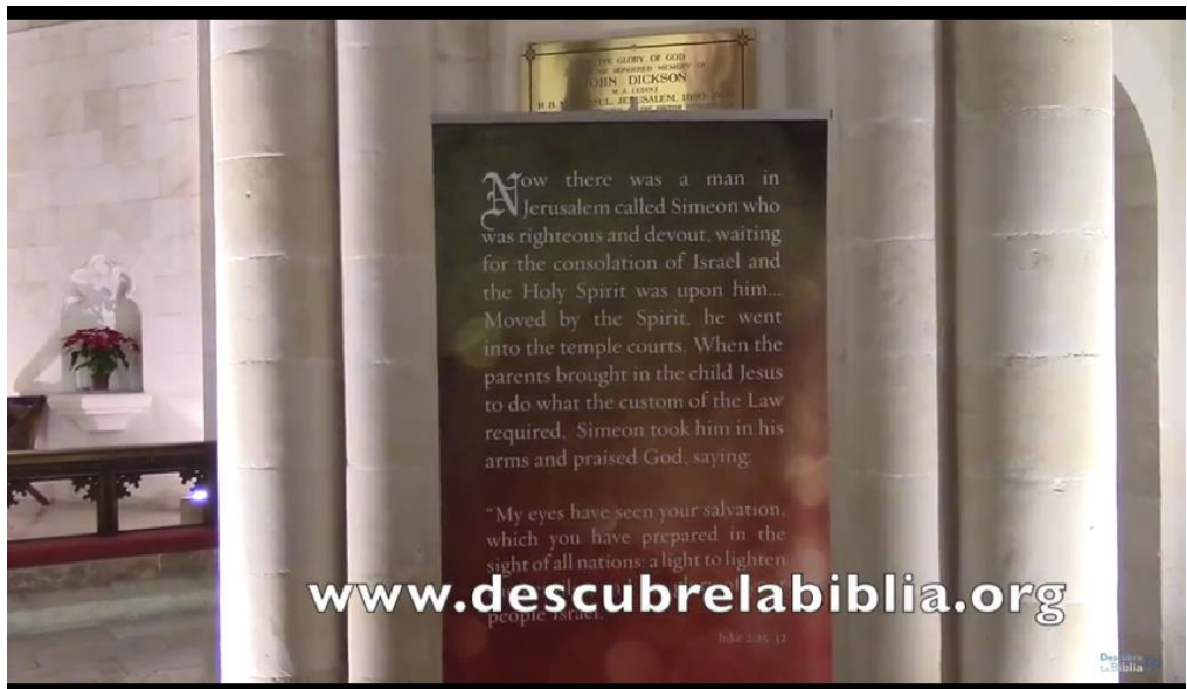 THE GLORY OF GOD
HONOURED MEMORY OF
JOHN DICKSON
JERUSALEM, 1890-
Now there was a man in
Jerusalem called Simeon who
was righteous and devout, waiting
for the consolation of Israel and
the Holy Spirit was upon him...
Moved by the Spirit, he went
into the temple courts. When the
parents brought in the child Jesus
to do what the custom of the Law
required, Simeon took him in his
arms and praised God, saying:
"My eyes have seen your salvation,
which you have prepared in the
sight of all nations: a light to lighten
www.descubrelabiblia.org
people Israel.
Descubre
La Biblia